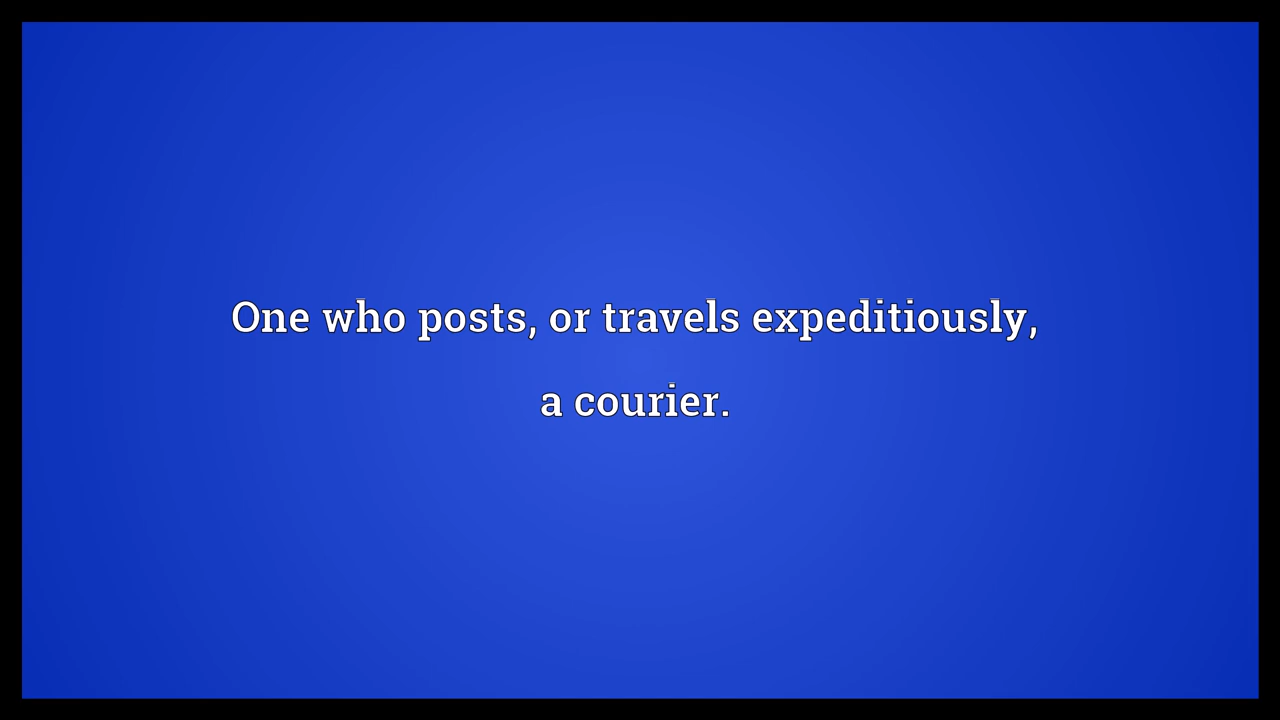 One who posts, or travels expeditiously,
a courier.